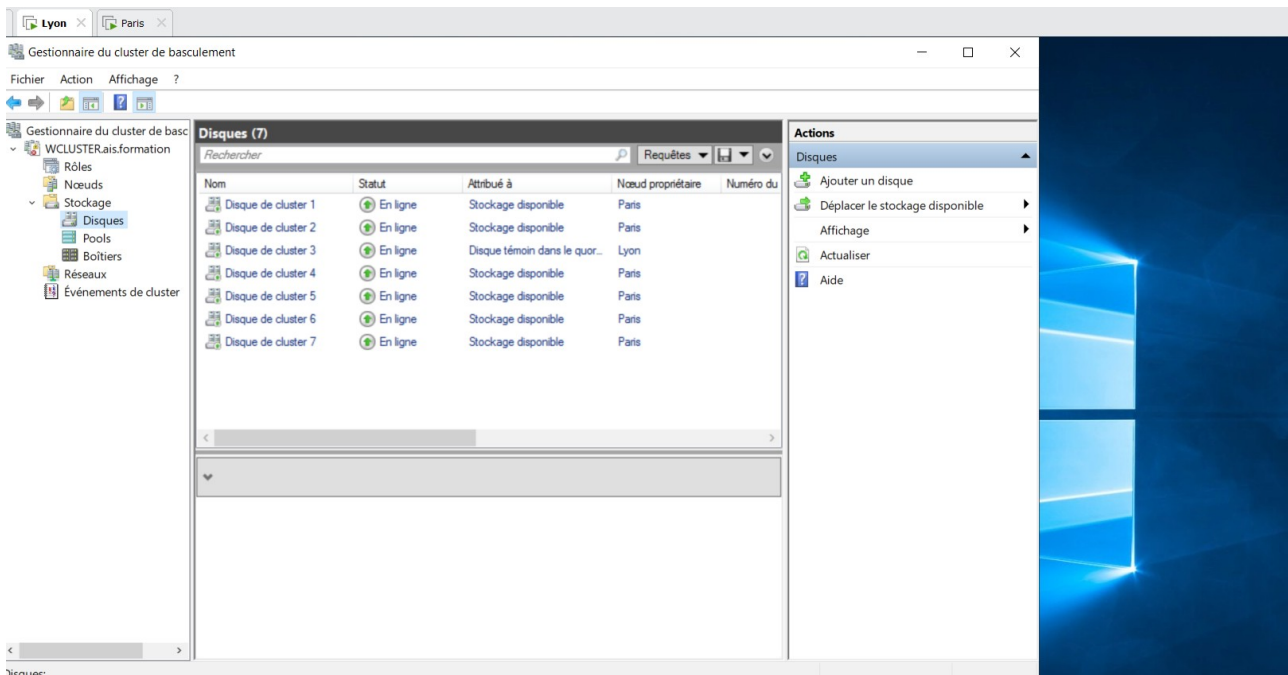 Lyon
Paris
Gestionnaire du cluster de basculement
Fichier Action Affichage ?
Gestionnaire du cluster de basc
WCLUSTER.ais.formation
Rôles
Nœuds
Stockage
Disques
Pools
Boîtiers
Réseaux
Événements de cluster
Disques (7)
Rechercher
Requêtes
Nom Statut Attribué à Nœud propriétaire Numéro du
Disque de cluster 1 En ligne Stockage disponible Paris
Disque de cluster 2 En ligne Stockage disponible Paris
Disque de cluster 3 En ligne Disque témoin dans le quor... Lyon
Disque de cluster 4 En ligne Stockage disponible Paris
Disque de cluster 5 En ligne Stockage disponible Paris
Disque de cluster 6 En ligne Stockage disponible Paris
Disque de cluster 7 En ligne Stockage disponible Paris
Actions
Disques
Ajouter un disque
Déplacer le stockage disponible
Affichage
Actualiser
Aide
Disques: